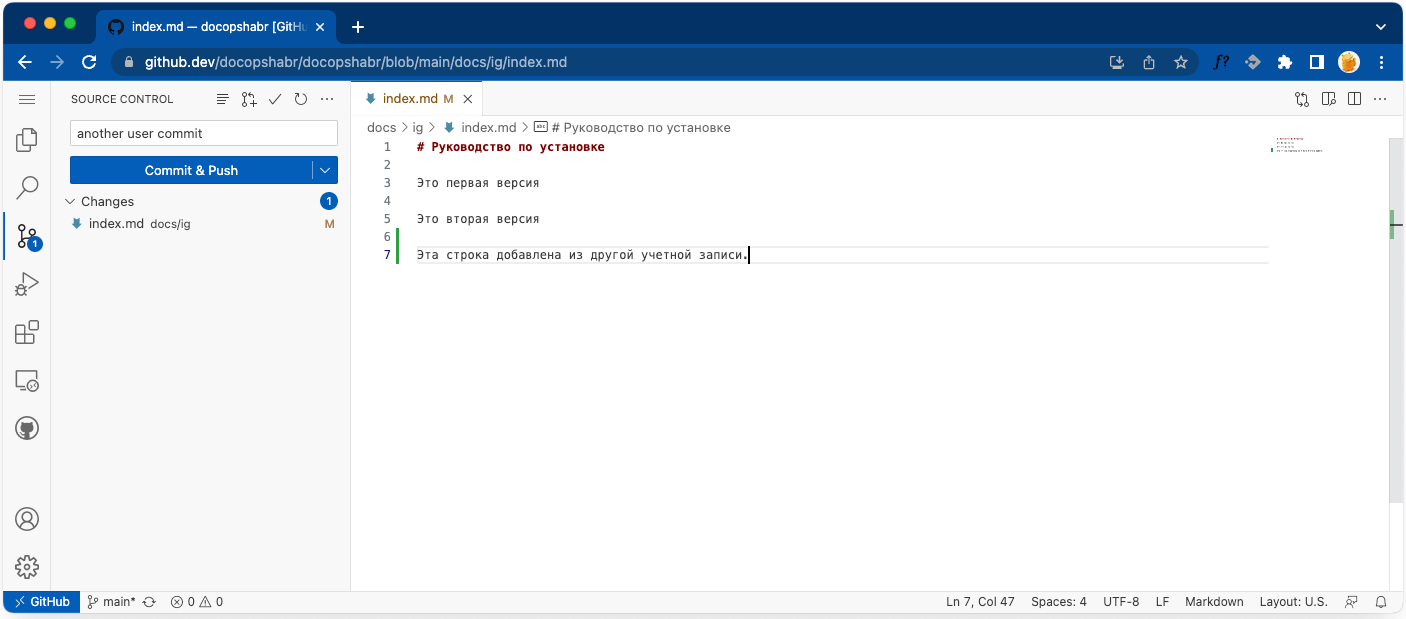 index.md — docopshabr [GitHu
github.dev/docopshabr/docopshabr/blob/main/docs/ig/index.md
f?
SOURCE CONTROL
another user commit
Commit & Push
Changes 1
index.md docs/ig M
1
index.md M
docs > ig > index.md > abc # Руководство по установке
1 # Руководство по установке
2
3 Это первая версия
4
5 Это вторая версия
6
7 Эта строка добавлена из другой учетной записи.
GitHub main* 0 0 Ln 7, Col 47 Spaces: 4 UTF-8 LF Markdown Layout: U.S.